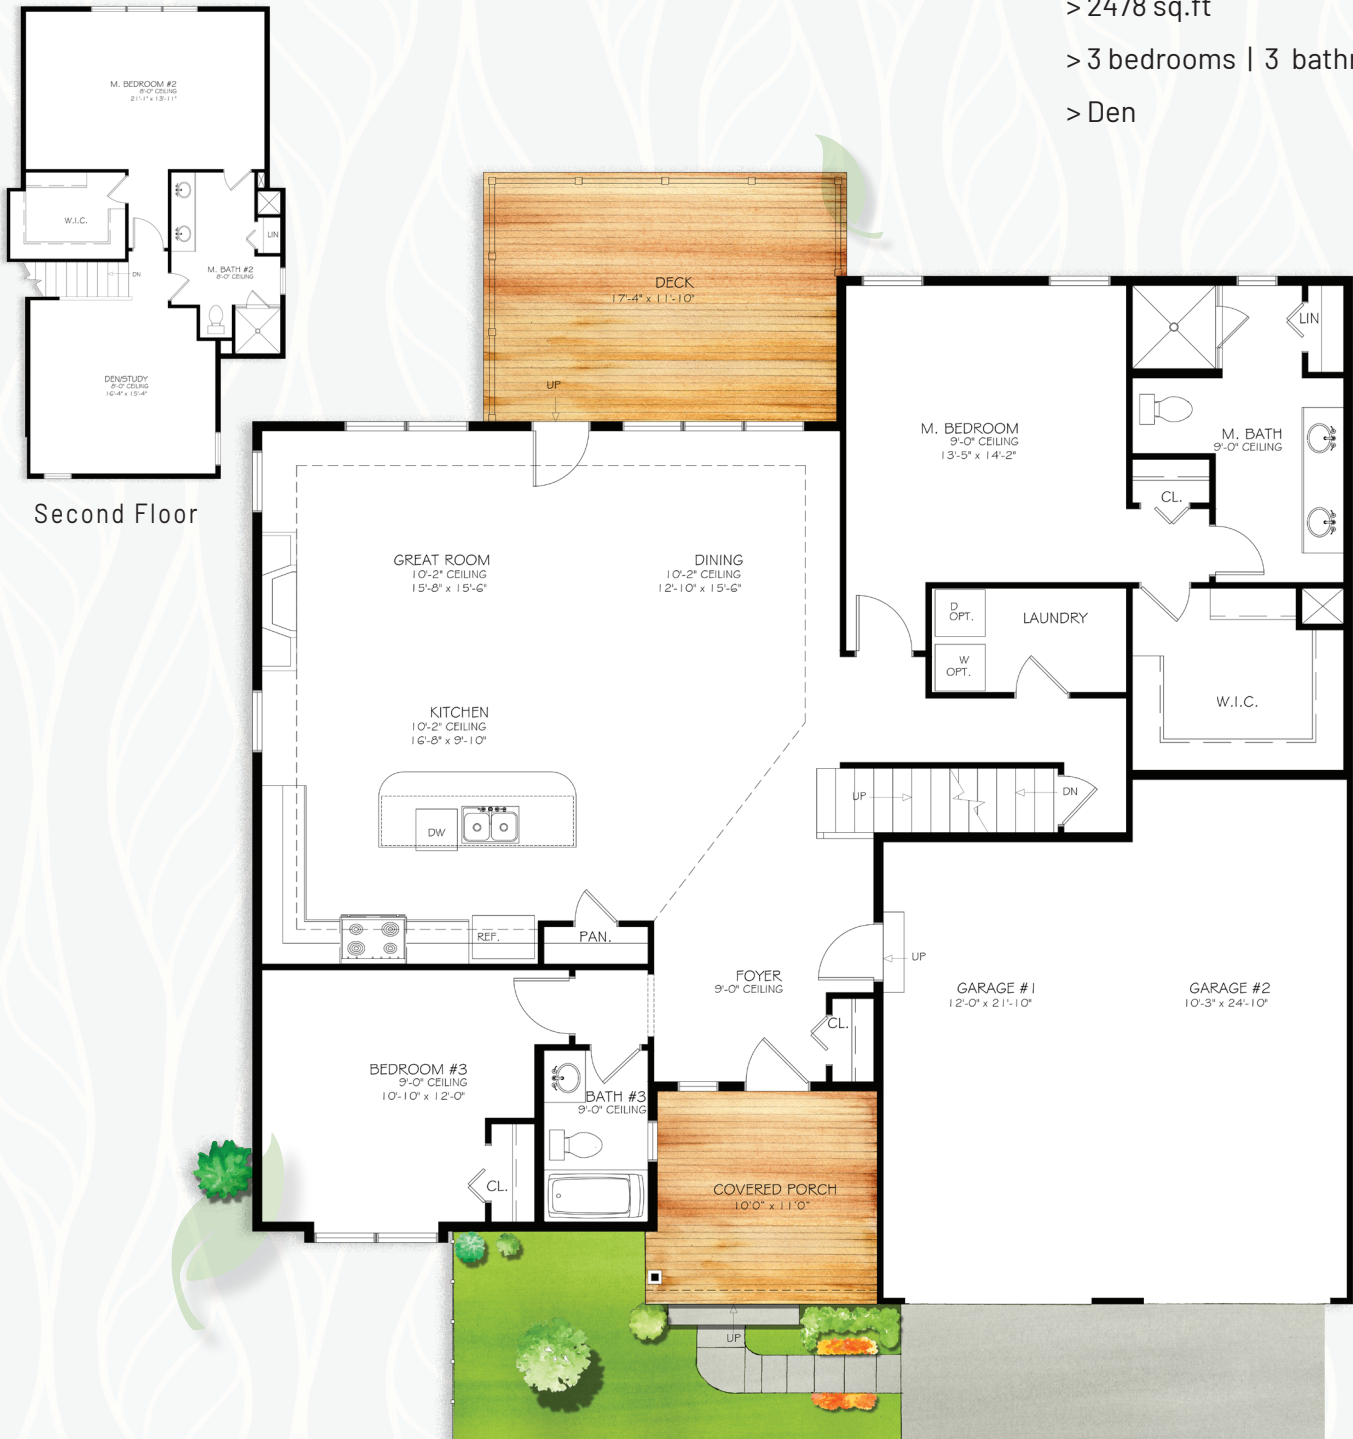 > 2478 sq.ft
> 3 bedrooms | 3 bathr
> Den
M. BEDROOM #2
8'-0" CEILING
21'-1" x 13'-11"
W.I.C.
LIN
M. BATH #2
8'-0" CEILING
DN
DEN/STUDY
8'-0" CEILING
16'-4" x 15'-4"
Second Floor
DECK
17'-4" x 11'-10"
UP
LIN
M. BEDROOM
9'-0" CEILING
13'-5" x 14'-2"
M. BATH
9'-0" CEILING
CL.
GREAT ROOM
10'-2" CEILING
15'-8" x 15'-6"
DINING
10'-2" CEILING
12'-10" x 15'-6"
D
OPT.
LAUNDRY
W
OPT.
W.I.C.
KITCHEN
10'-2" CEILING
16'-8" x 9'-10"
UP
DN
DW
REF.
PAN.
UP
FOYER
9'-0" CEILING
GARAGE #1
12'-0" x 21'-10"
GARAGE #2
10'-3" x 24'-10"
CL.
BEDROOM #3
9'-0" CEILING
10'-10" x 12'-0"
BATH #3
9'-0" CEILING
CL.
COVERED PORCH
10'0" x 11'0"
UP